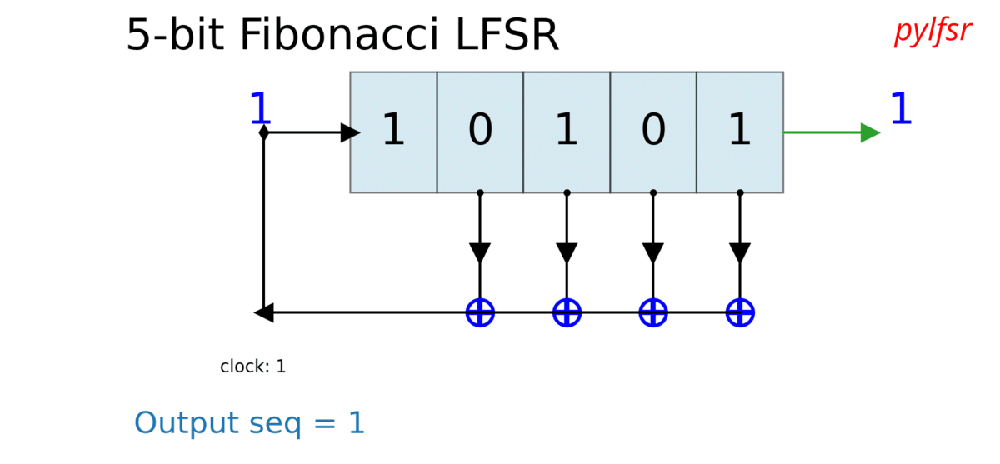 5-bit Fibonacci LFSR
pylfsr
1 1 0 1 0 1 1
clock: 1
Output seq = 1